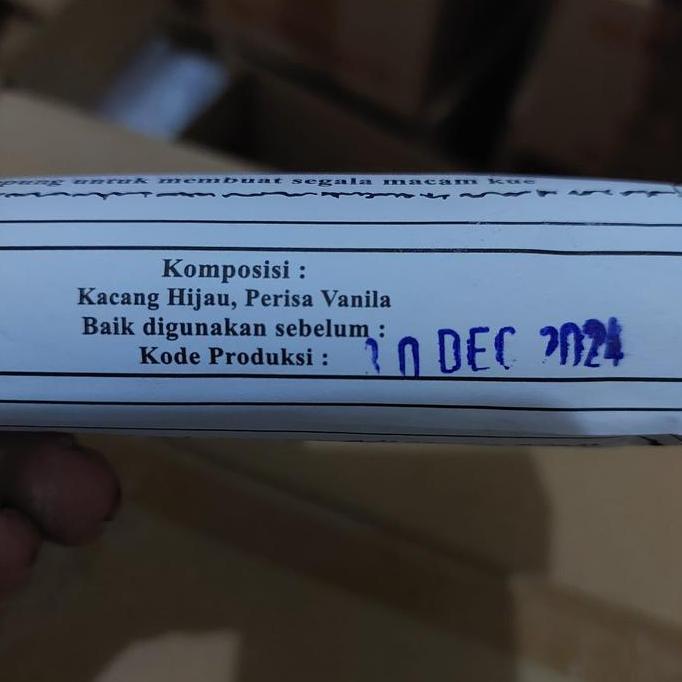 untuk membuat segala macam kue
Komposisi :
Kacang Hijau, Perisa Vanila
Baik digunakan sebelum :
Kode Produksi :
DEC 2024